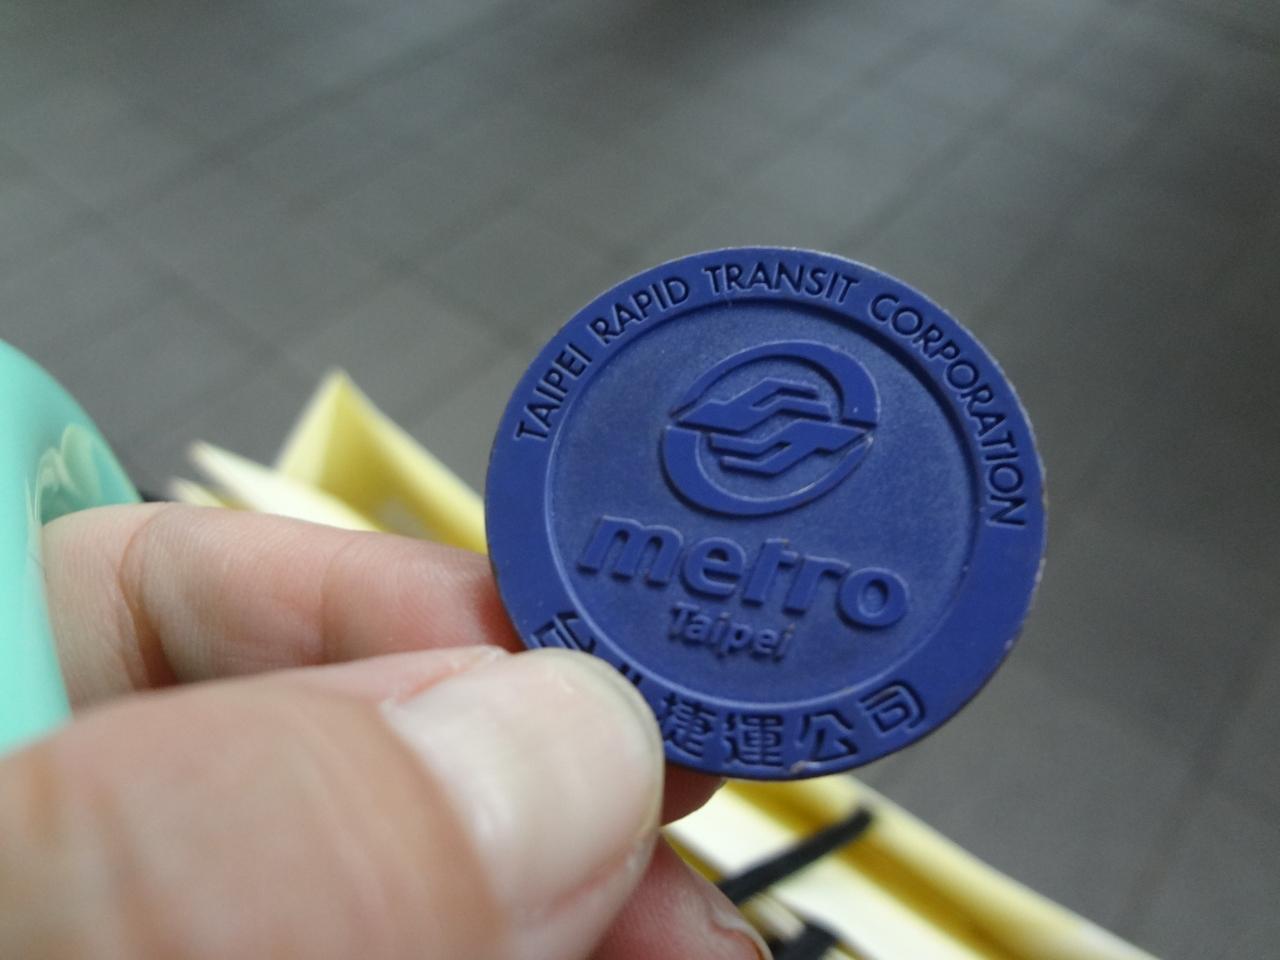 TAIPEI RAPID TRANSIT CORPORATION
metro
Taipei
捷運公司